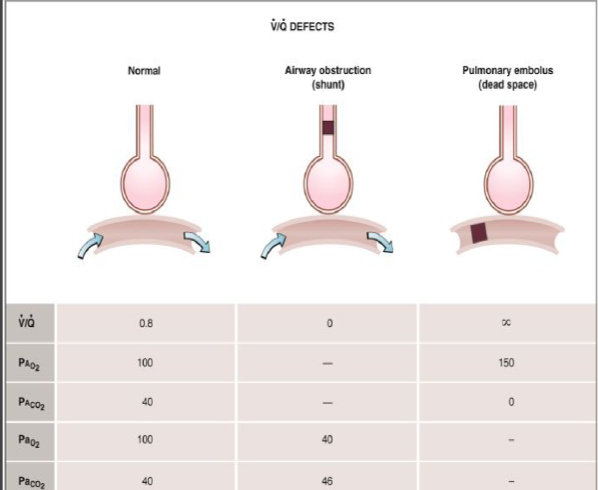 V̇/Q̇ DEFECTS
Normal
Airway obstruction
(shunt)
Pulmonary embolus
(dead space)
V̇/Q̇ 0.8 0 ∞
PAO2 100 — 150
PACO2 40 — 0
PaO2 100 40 –
PaCO2 40 46 –